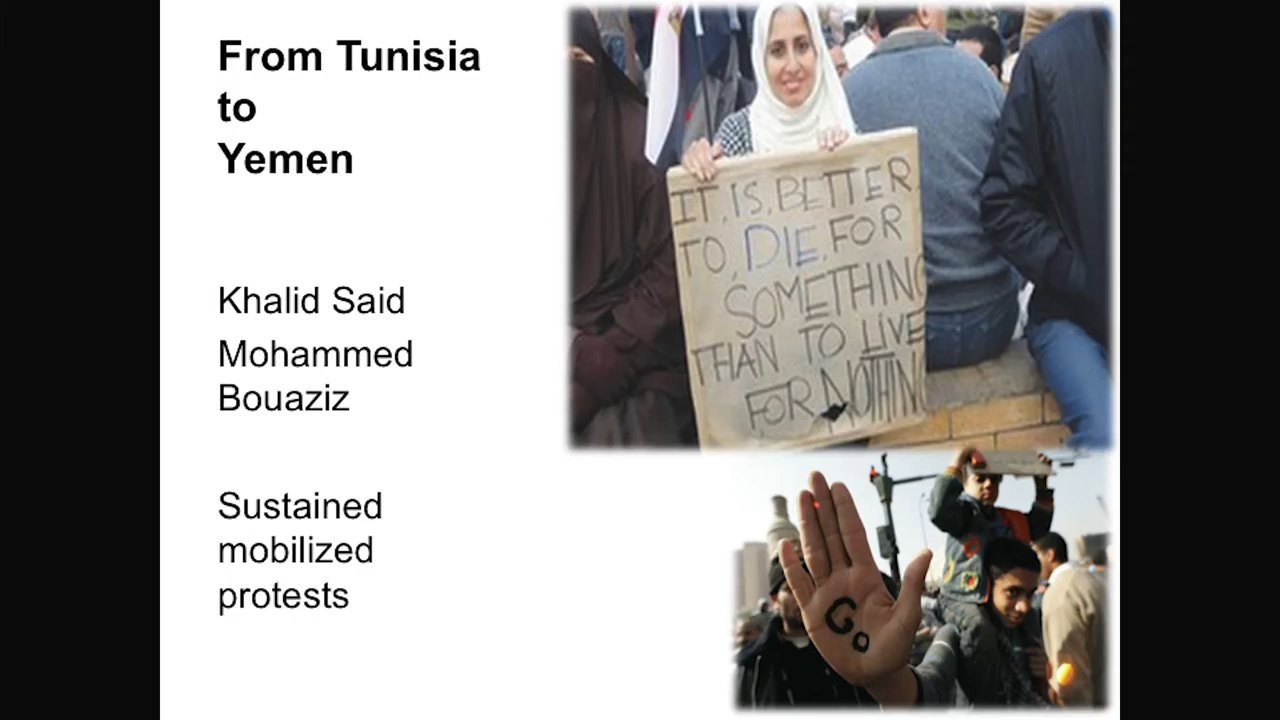 From Tunisia
to
Yemen
Khalid Said
Mohammed
Bouaziz
Sustained
mobilized
protests
IT.IS.BETTER.
TO.DIE.FOR
SOMETHING
THAN TO LIVE
FOR NOTHING
Go